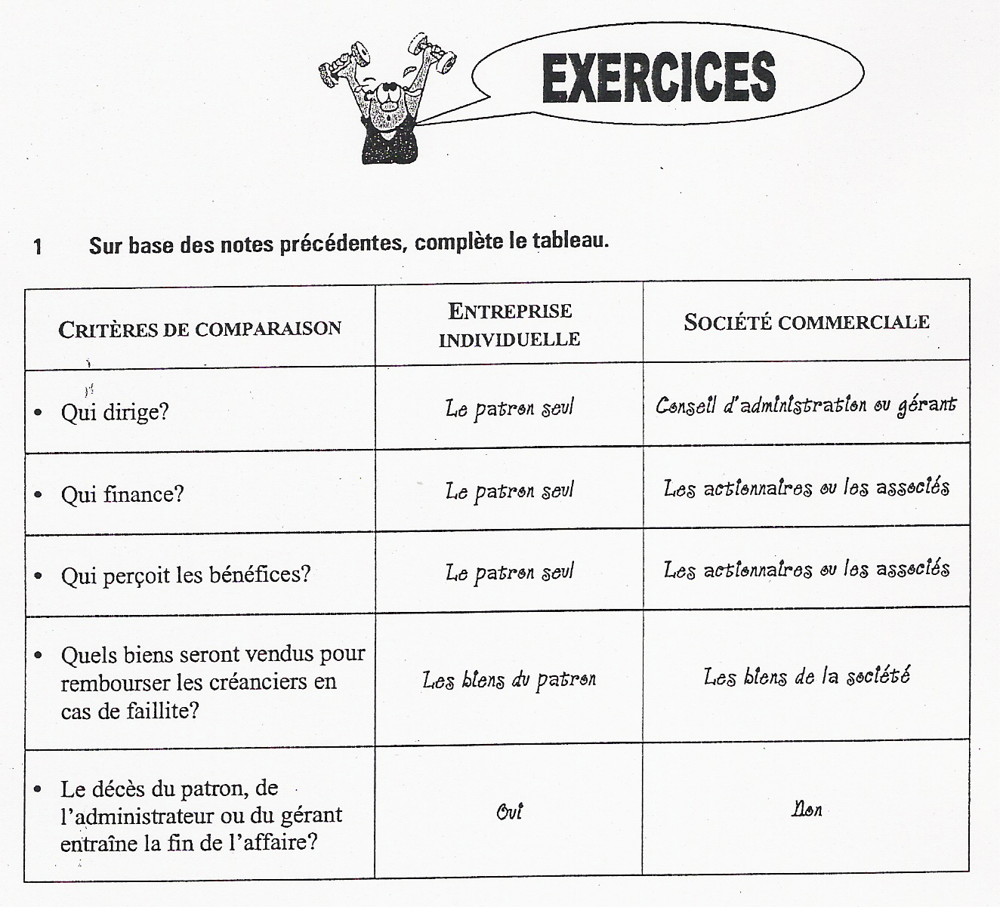 EXERCICES
1 Sur base des notes précédentes, complète le tableau.
CRITÈRES DE COMPARAISON
ENTREPRISE
INDIVIDUELLE
SOCIÉTÉ COMMERCIALE
• Qui dirige?
Le patron seul
Conseil d'administration ou gérant
• Qui finance?
Le patron seul
Les actionnaires ou les associés
• Qui perçoit les bénéfices?
Le patron seul
Les actionnaires ou les associés
• Quels biens seront vendus pour
rembourser les créanciers en
cas de faillite?
Les biens du patron
Les biens de la société
• Le décès du patron, de
l'administrateur ou du gérant
entraîne la fin de l'affaire?
Oui
Non